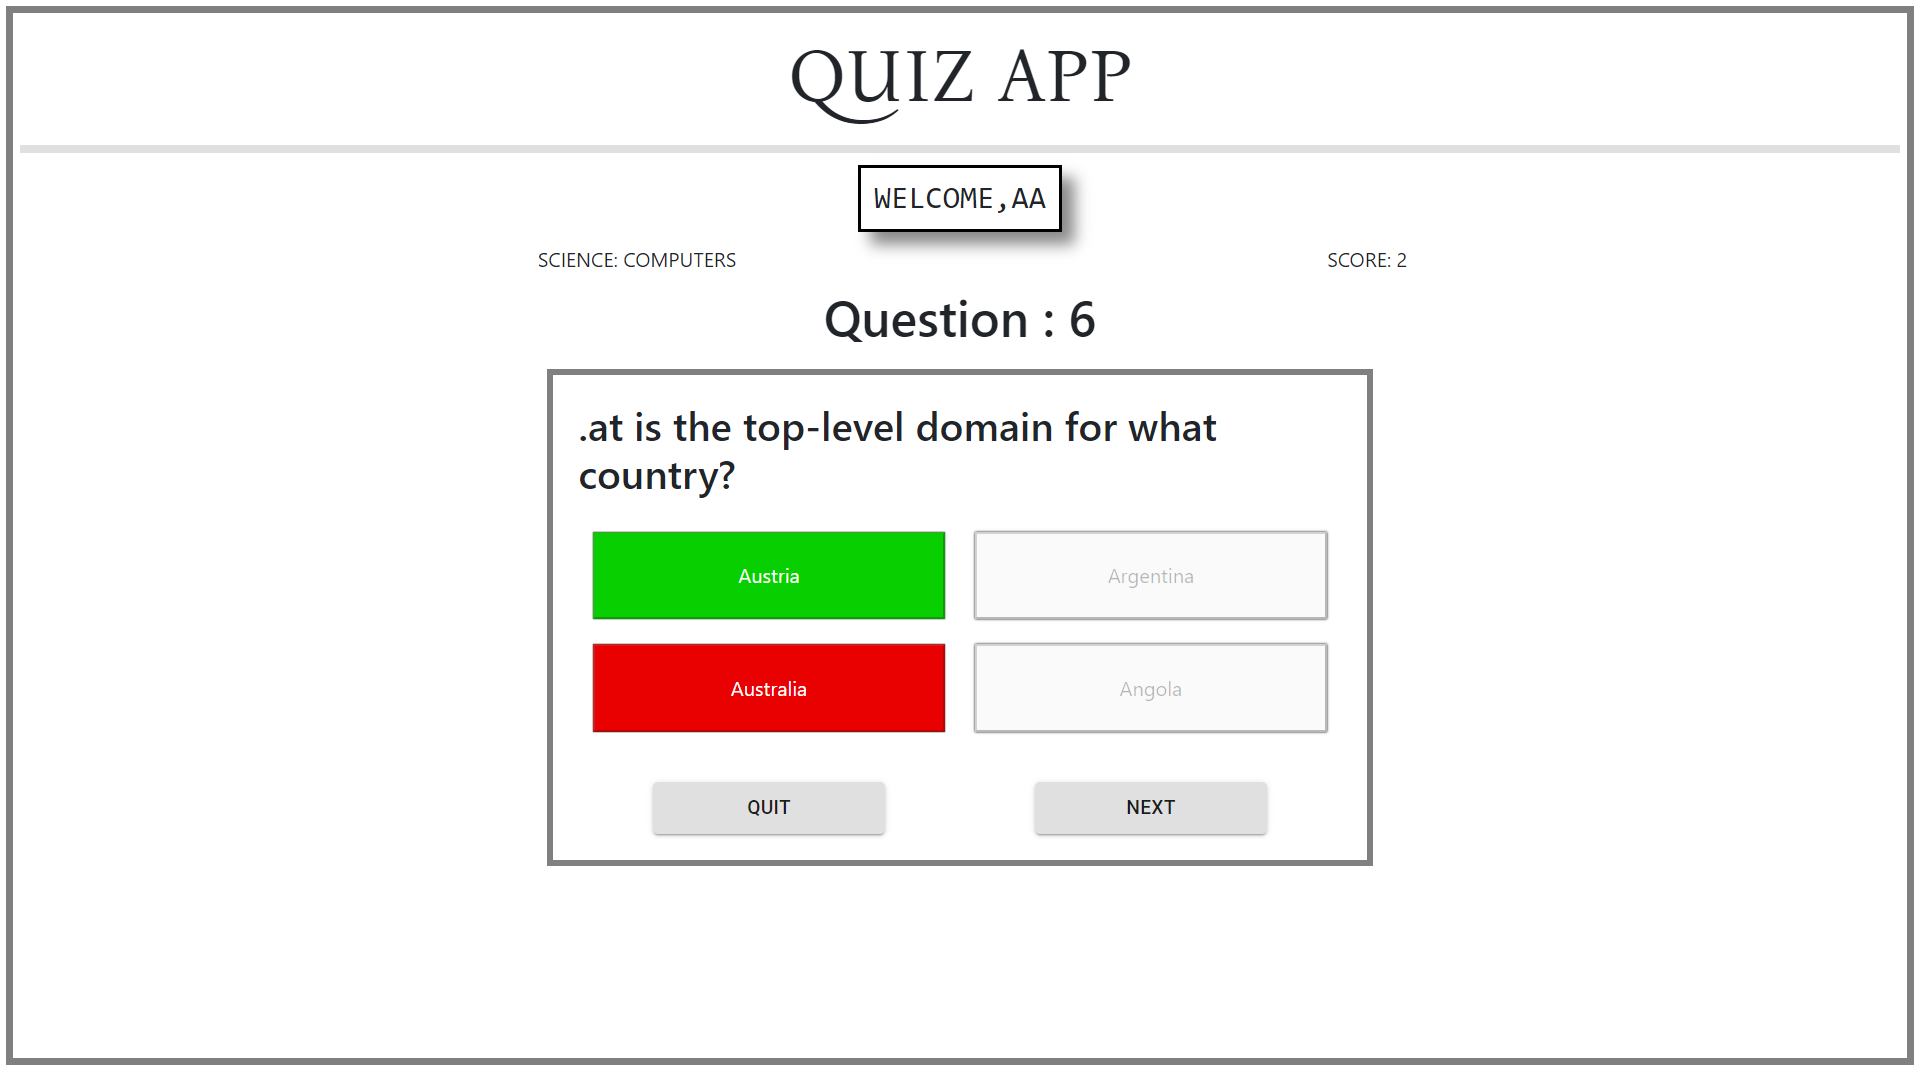 QUIZ APP
WELCOME,AA
SCIENCE: COMPUTERS
SCORE: 2
Question : 6
.at is the top-level domain for what
country?
Austria
Argentina
Australia
Angola
QUIT
NEXT